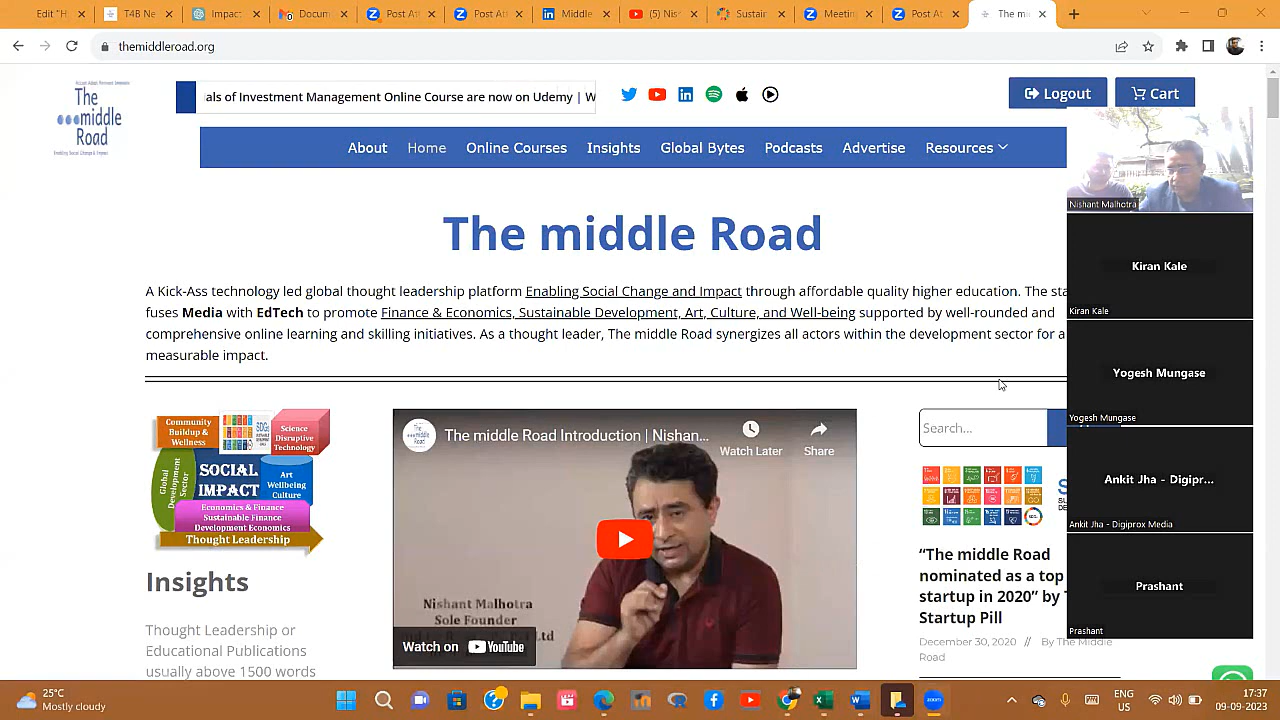 Edit "H
T4B Ne
Impact
Docum
Post At
Post Att
Middle
(5) Nis
Sustair
Meetin
Post At
The mi
themiddleroad.org
The
middle
Road
als of Investment Management Online Course are now on Udemy | W
Logout
Cart
About
Home
Online Courses
Insights
Global Bytes
Podcasts
Advertise
Resources
The middle Road
A Kick-Ass technology led global thought leadership platform Enabling Social Change and Impact through affordable quality higher education. The sta
fuses Media with EdTech to promote Finance & Economics, Sustainable Development, Art, Culture, and Well-being supported by well-rounded and
comprehensive online learning and skilling initiatives. As a thought leader, The middle Road synergizes all actors within the development sector for a
measurable impact.
Community
Buildup &
Wellness
Science
Disruptive
Technology
Global
Development
Sector
SOCIAL
IMPACT
Art
Wellbeing
Culture
Economics & Finance
Sustainable Finance
Development Economics
Thought Leadership
Insights
Thought Leadership or
Educational Publications
usually above 1500 words
The middle Road Introduction | Nishan...
Watch Later
Share
Nishant Malhotra
Sole Founder
Watch on YouTube
Search...
"The middle Road
nominated as a top
startup in 2020" by
Startup Pill
December 30, 2020 // By The Middle
Road
Nishant Malhotra
Kiran Kale
Kiran Kale
Yogesh Mungase
Yogesh Mungase
Ankit Jha - Digipr...
Ankit Jha - Digiprox Media
Prashant
Prashant
25°C
Mostly cloudy
ENG
US
17:37
09-09-2023